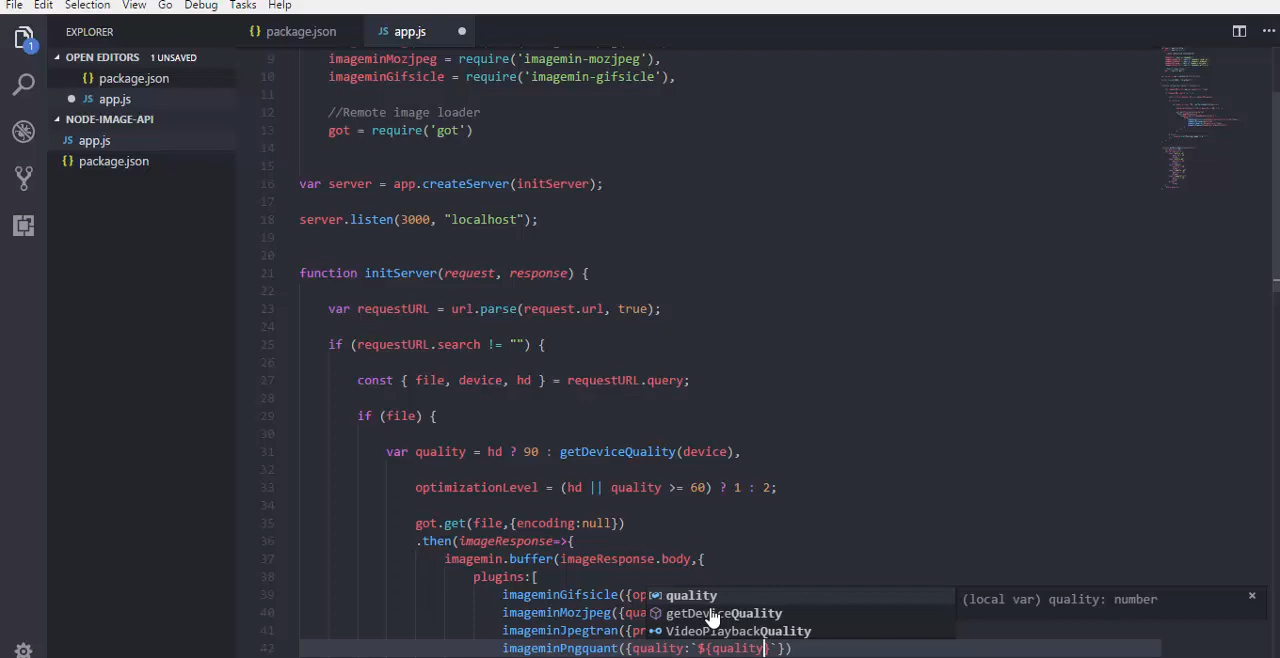 File Edit Selection View Go Debug Tasks Help
EXPLORER
{} package.json
JS app.js
OPEN EDITORS 1 UNSAVED
{} package.json
JS app.js
NODE-IMAGE-API
JS app.js
{} package.json
1
9 imageminMozjpeg = require('imagemin-mozjpeg'),
10 imageminGifsicle = require('imagemin-gifsicle'),
11
12 //Remote image loader
13 got = require('got')
14
15
16 var server = app.createServer(initServer);
17
18 server.listen(3000, "localhost");
19
20
21 function initServer(request, response) {
22
23 var requestURL = url.parse(request.url, true);
24
25 if (requestURL.search != "") {
26
27 const { file, device, hd } = requestURL.query;
28
29 if (file) {
30
31 var quality = hd ? 90 : getDeviceQuality(device),
32
33 optimizationLevel = (hd || quality >= 60) ? 1 : 2;
34
35 got.get(file,{encoding:null})
36 .then(imageResponse=>{
37 imagemin.buffer(imageResponse.body,{
38 plugins:[
39 imageminGifsicle({op
40 imageminMozjpeg({qua
41 imageminJpegtran({pr
42 imageminPngquant({quality:`${quality}`})
quality
getDeviceQuality
VideoPlaybackQuality
(local var) quality: number